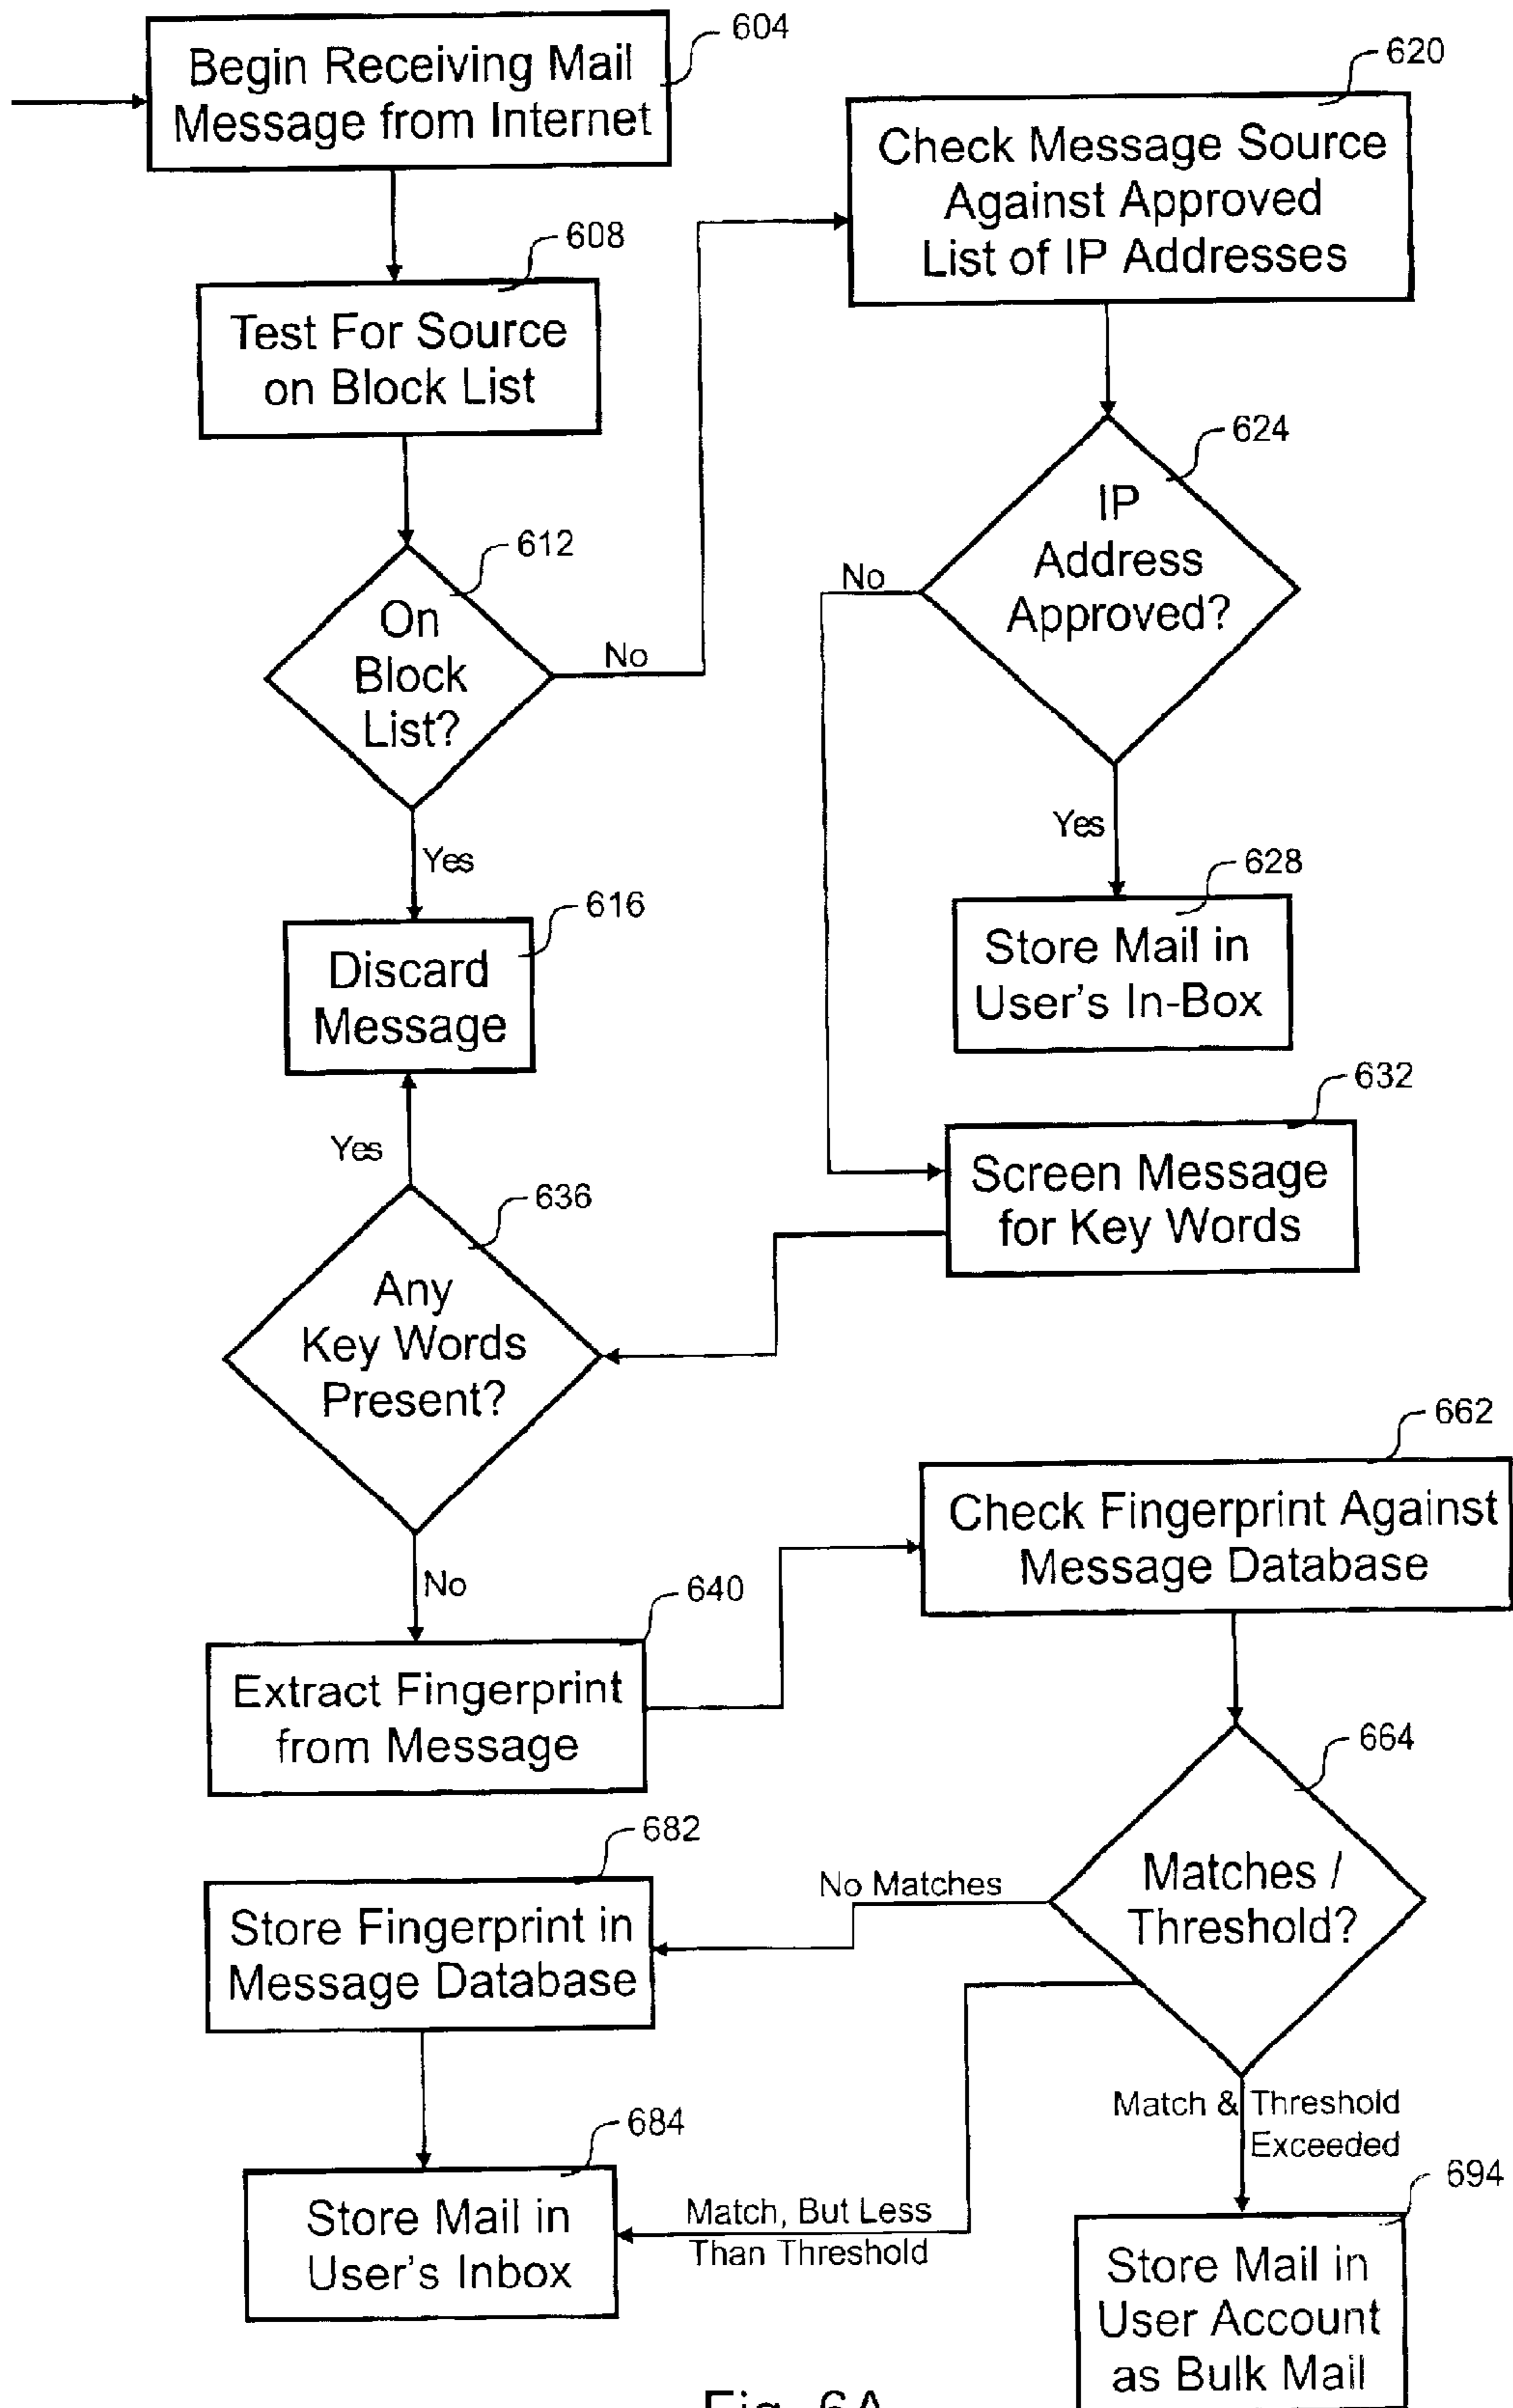 604
Begin Receiving Mail
Message from Internet
608
Test For Source
on Block List
612
On
Block
List?
No
Yes
616
Discard
Message
620
Check Message Source
Against Approved
List of IP Addresses
624
IP
Address
Approved?
No
Yes
628
Store Mail in
User's In-Box
632
Screen Message
for Key Words
Yes
636
Any
Key Words
Present?
No
640
Extract Fingerprint
from Message
662
Check Fingerprint Against
Message Database
664
Matches /
Threshold?
No Matches
682
Store Fingerprint in
Message Database
684
Store Mail in
User's Inbox
Match, But Less
Than Threshold
Match & Threshold
Exceeded
694
Store Mail in
User Account
as Bulk Mail
Fig. 6A